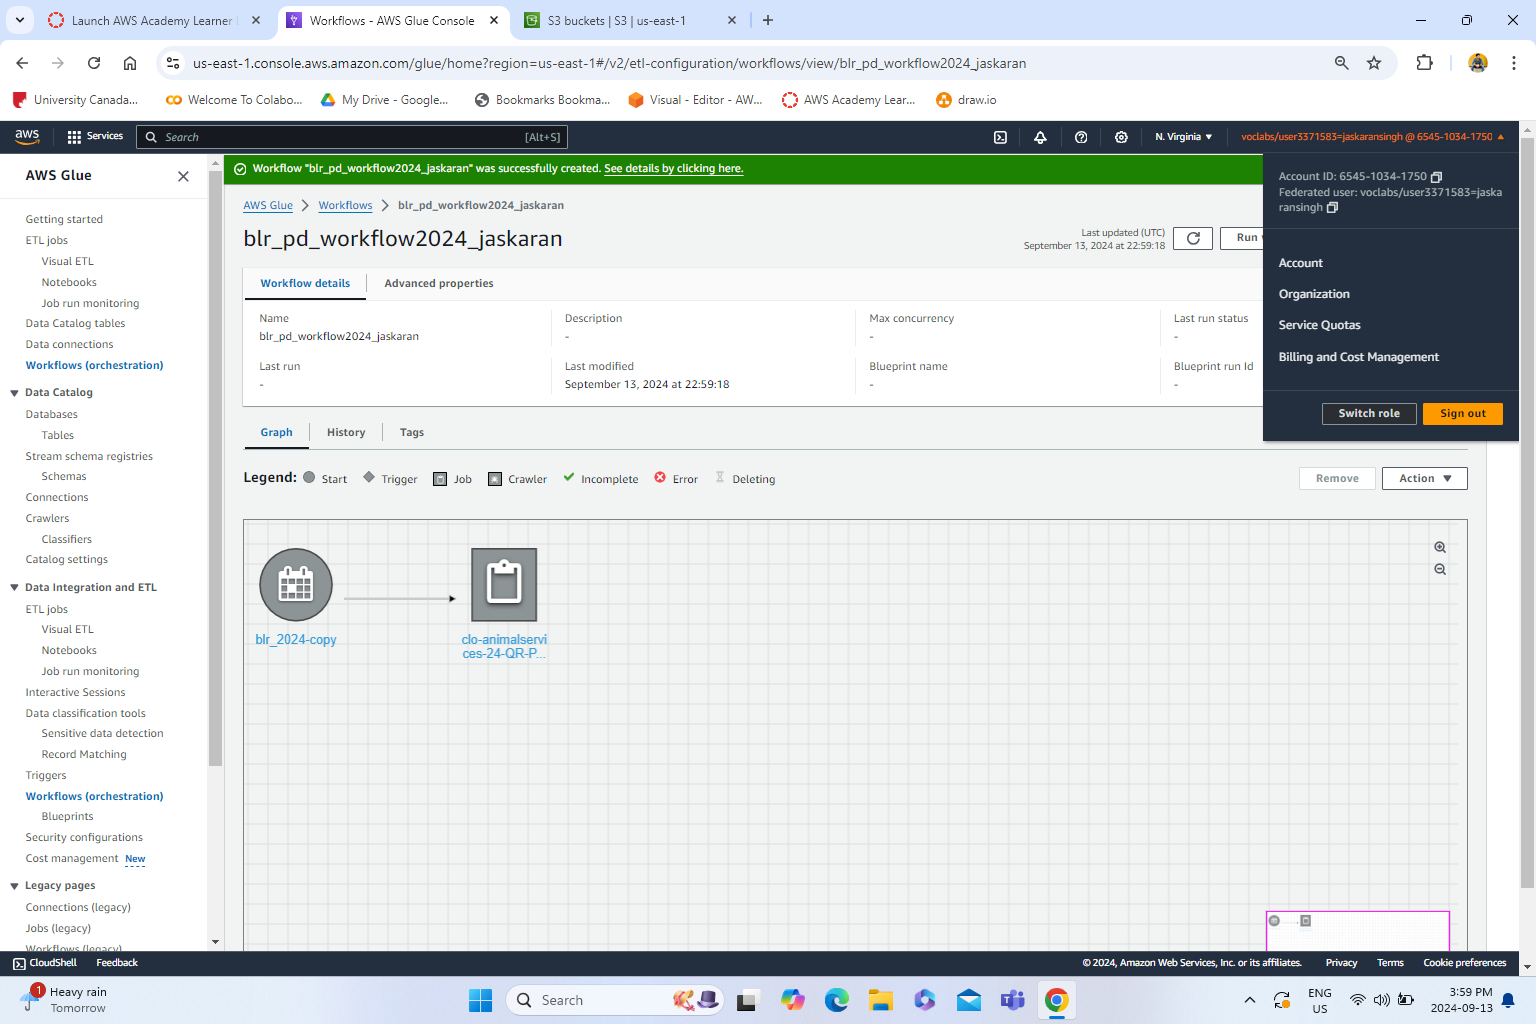 Launch AWS Academy Learner
Workflows - AWS Glue Console
S3 buckets | S3 | us-east-1
us-east-1.console.aws.amazon.com/glue/home?region=us-east-1#/v2/etl-configuration/workflows/view/blr_pd_workflow2024_jaskaran
University Canada...
Welcome To Colabo...
My Drive - Google...
Bookmarks Bookma...
Visual - Editor - AW...
AWS Academy Lear...
draw.io
aws
Services
Search
[Alt+S]
N. Virginia
voclabs/user3371583=jaskaransingh @ 6545-1034-1750
AWS Glue
Getting started
ETL jobs
Visual ETL
Notebooks
Job run monitoring
Data Catalog tables
Data connections
Workflows (orchestration)
Data Catalog
Databases
Tables
Stream schema registries
Schemas
Connections
Crawlers
Classifiers
Catalog settings
Data Integration and ETL
ETL jobs
Visual ETL
Notebooks
Job run monitoring
Interactive Sessions
Data classification tools
Sensitive data detection
Record Matching
Triggers
Workflows (orchestration)
Blueprints
Security configurations
Cost management New
Legacy pages
Connections (legacy)
Jobs (legacy)
Workflows (legacy)
Workflow "blr_pd_workflow2024_jaskaran" was successfully created. See details by clicking here.
AWS Glue
Workflows
blr_pd_workflow2024_jaskaran
blr_pd_workflow2024_jaskaran
Last updated (UTC)
September 13, 2024 at 22:59:18
Run
Workflow details
Advanced properties
Name
blr_pd_workflow2024_jaskaran
Description
-
Max concurrency
-
Last run status
-
Last run
-
Last modified
September 13, 2024 at 22:59:18
Blueprint name
-
Blueprint run Id
-
Account ID: 6545-1034-1750
Federated user: voclabs/user3371583=jaska
ransingh
Account
Organization
Service Quotas
Billing and Cost Management
Switch role
Sign out
Graph
History
Tags
Legend:
Start
Trigger
Job
Crawler
Incomplete
Error
Deleting
Remove
Action
blr_2024-copy
clo-animalservi
ces-24-QR-P...
CloudShell
Feedback
© 2024, Amazon Web Services, Inc. or its affiliates.
Privacy
Terms
Cookie preferences
1
Heavy rain
Tomorrow
Search
ENG
US
3:59 PM
2024-09-13